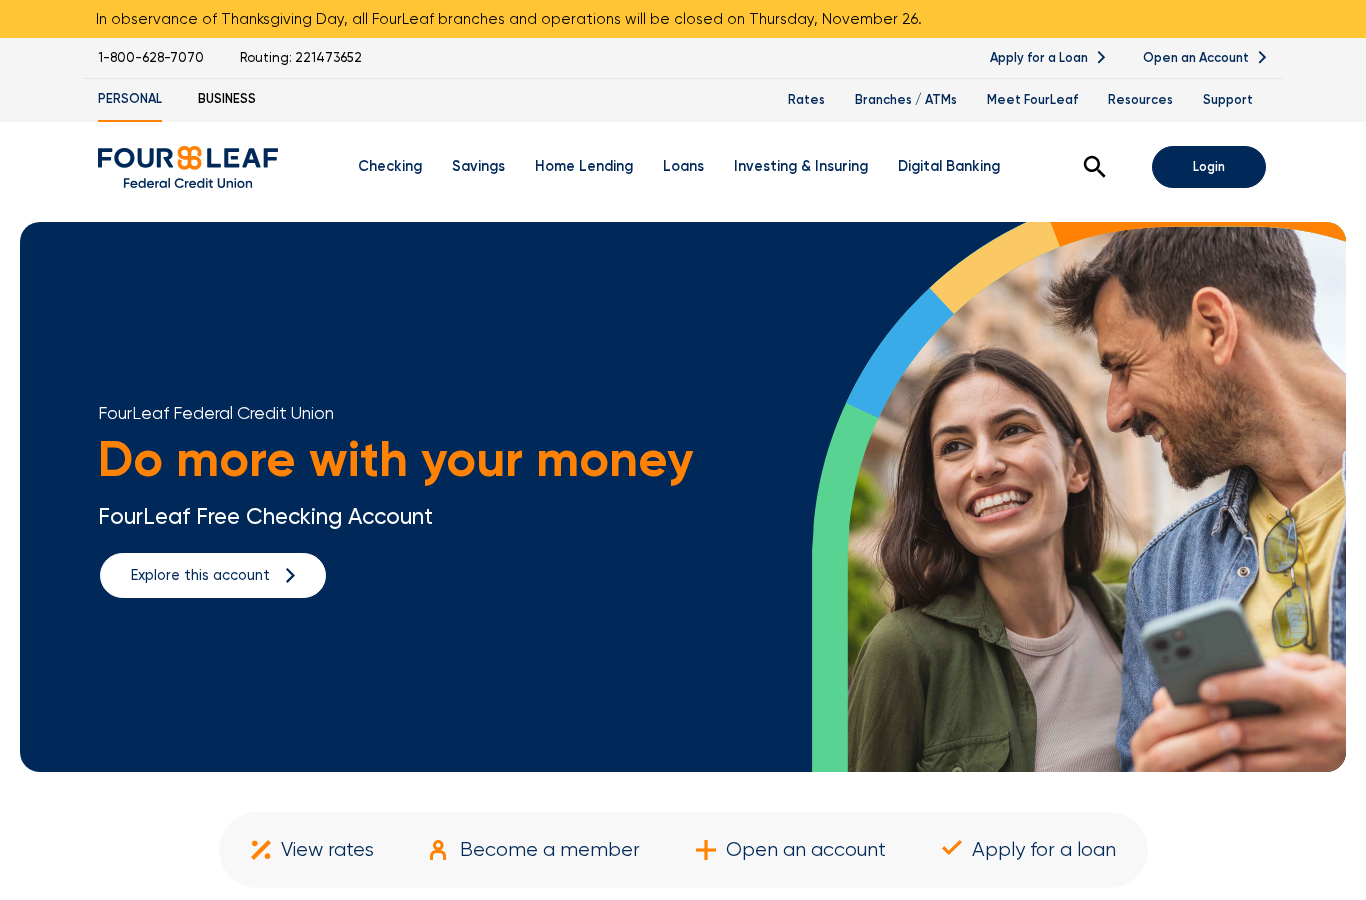 In observance of Thanksgiving Day, all FourLeaf branches and operations will be closed on Thursday, November 26.
1-800-628-7070 Routing: 221473652 Apply for a Loan Open an Account
PERSONAL BUSINESS Rates Branches / ATMs Meet FourLeaf Resources Support
FOUR LEAF
Federal Credit Union
Checking Savings Home Lending Loans Investing & Insuring Digital Banking Login
FourLeaf Federal Credit Union
Do more with your money
FourLeaf Free Checking Account
Explore this account
View rates Become a member Open an account Apply for a loan